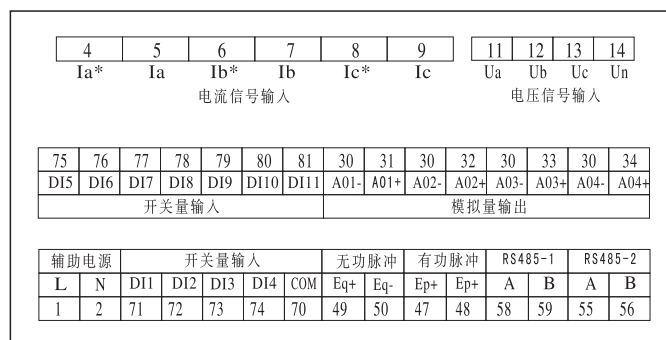 4 5 6 7 8 9 11 12 13 14
Ia* Ia Ib* Ib Ic* Ic Ua Ub Uc Un
电流信号输入 电压信号输入
75 76 77 78 79 80 81 30 31 30 32 30 33 30 34
DI5 DI6 DI7 DI8 DI9 DI10 DI11 A01- A01+ A02- A02+ A03- A03+ A04- A04+
开关量输入 模拟量输出
辅助电源 开关量输入 无功脉冲 有功脉冲 RS485-1 RS485-2
L N DI1 DI2 DI3 DI4 COM Eq+ Eq- Ep+ Ep+ A B A B
1 2 71 72 73 74 70 49 50 47 48 58 59 55 56